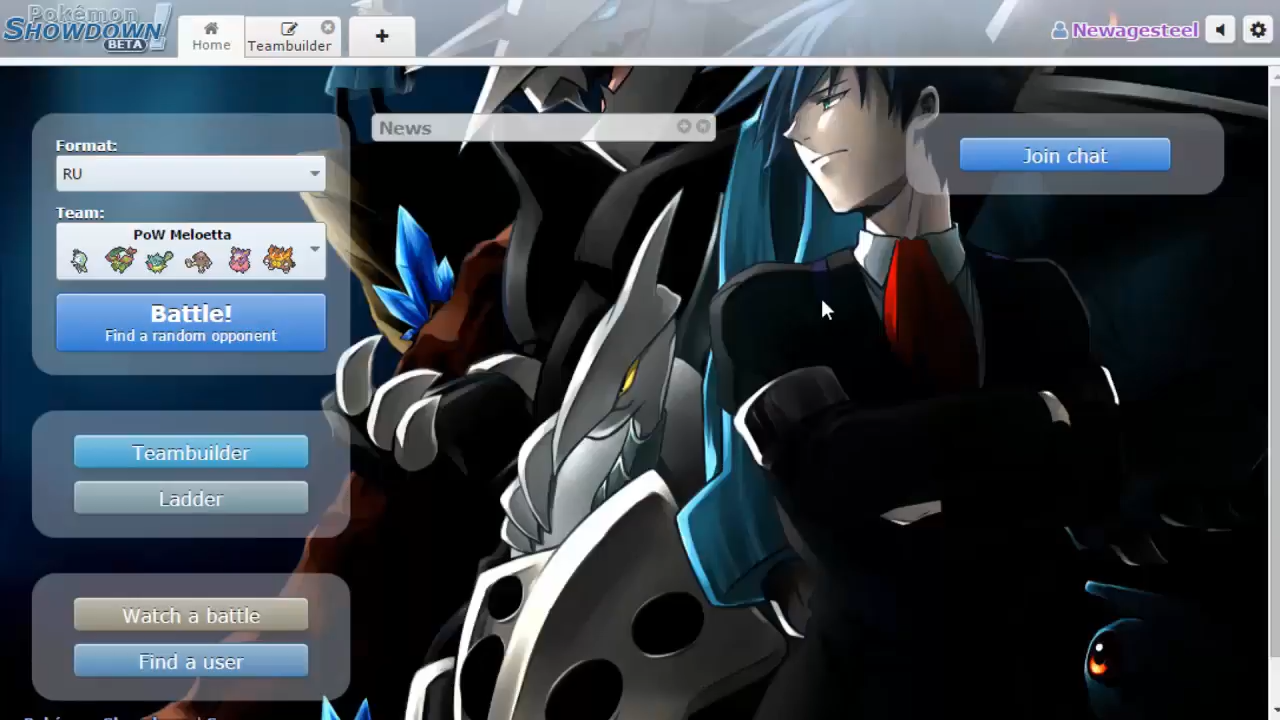 Pokémon
SHOWDOWN!
BETA
Home
Teambuilder
+
Newagesteel
Format:
RU
News
Join chat
Team:
PoW Meloetta
Battle!
Find a random opponent
Teambuilder
Ladder
Watch a battle
Find a user